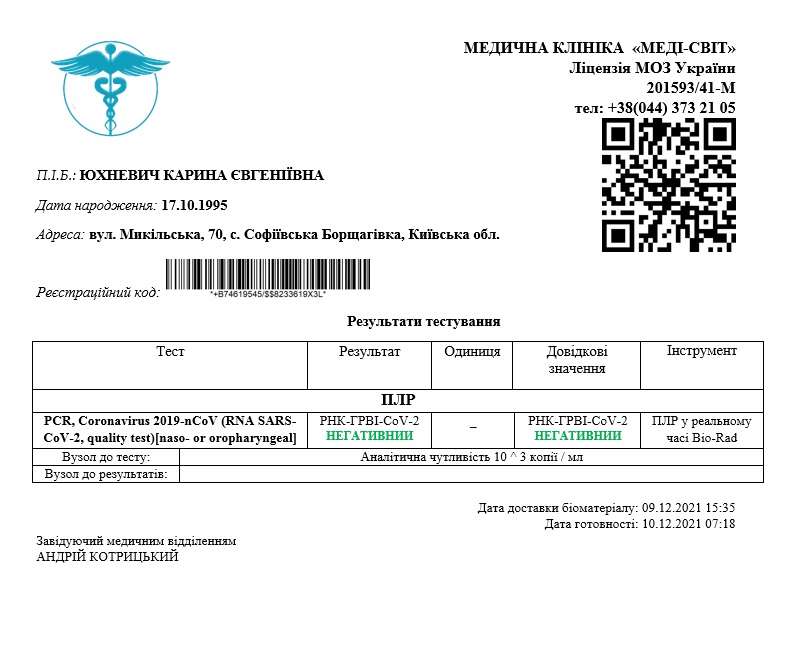 МЕДИЧНА КЛІНІКА «МЕДІ-СВІТ»
Ліцензія МОЗ України
201593/41-М
тел: +38(044) 373 21 05
П.І.Б.: ЮХНЕВИЧ КАРИНА ЄВГЕНІЇВНА
Дата народження: 17.10.1995
Адреса: вул. Микільська, 70, с. Софіївська Борщагівка, Київська обл.
Реєстраційний код:
*+B74619545/$$8233619X3L*
Результати тестування
Тест Результат Одиниця Довідкові значення Інструмент
ПЛР
PCR, Coronavirus 2019-nCoV (RNA SARS- РНК-ГРВІ-CoV-2 – РНК-ГРВІ-CoV-2 ПЛР у реальному
CoV-2, quality test)[naso- or oropharyngeal] НЕГАТИВНИИ НЕГАТИВНИИ часі Bio-Rad
Вузол до тесту: Аналітична чутливість 10 ^ 3 копії / мл
Вузол до результатів:
Дата доставки біоматеріалу: 09.12.2021 15:35
Дата готовності: 10.12.2021 07:18
Завідуючий медичним відділенням
АНДРІЙ КОТРИЦЬКИЙ